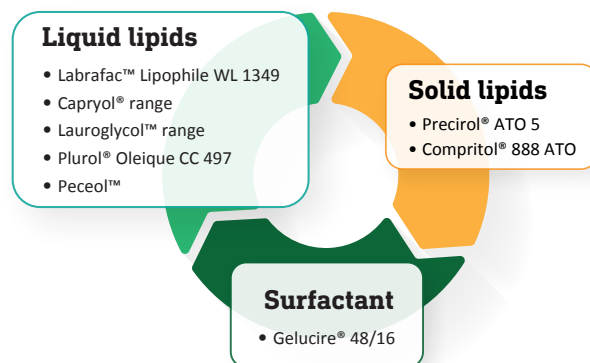 Liquid lipids
• Labrafac™ Lipophile WL 1349
• Capryol® range
• Lauroglycol™ range
• Plurol® Oleique CC 497
• Peceol™
Solid lipids
• Precirol® ATO 5
• Compritol® 888 ATO
Surfactant
• Gelucire® 48/16